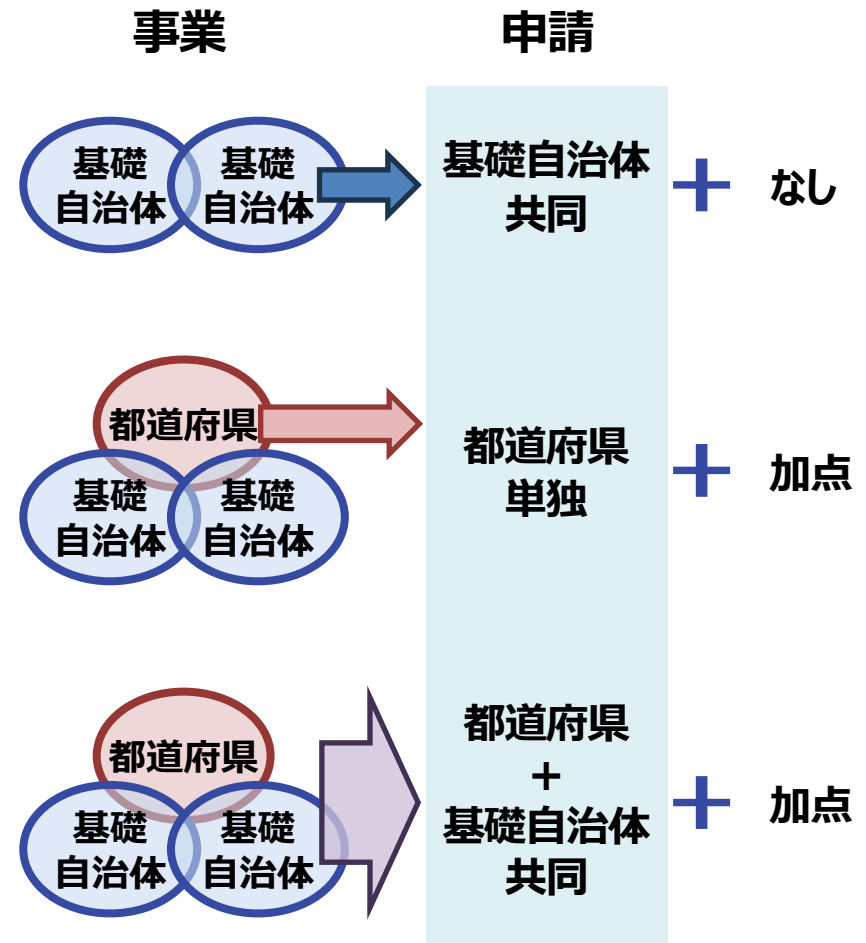 事業
申請
基礎
自治体
基礎
自治体
基礎自治体
共同
+
なし
都道府県
基礎
自治体
基礎
自治体
都道府県
単独
+
加点
都道府県
基礎
自治体
基礎
自治体
都道府県
+
基礎自治体
共同
+
加点